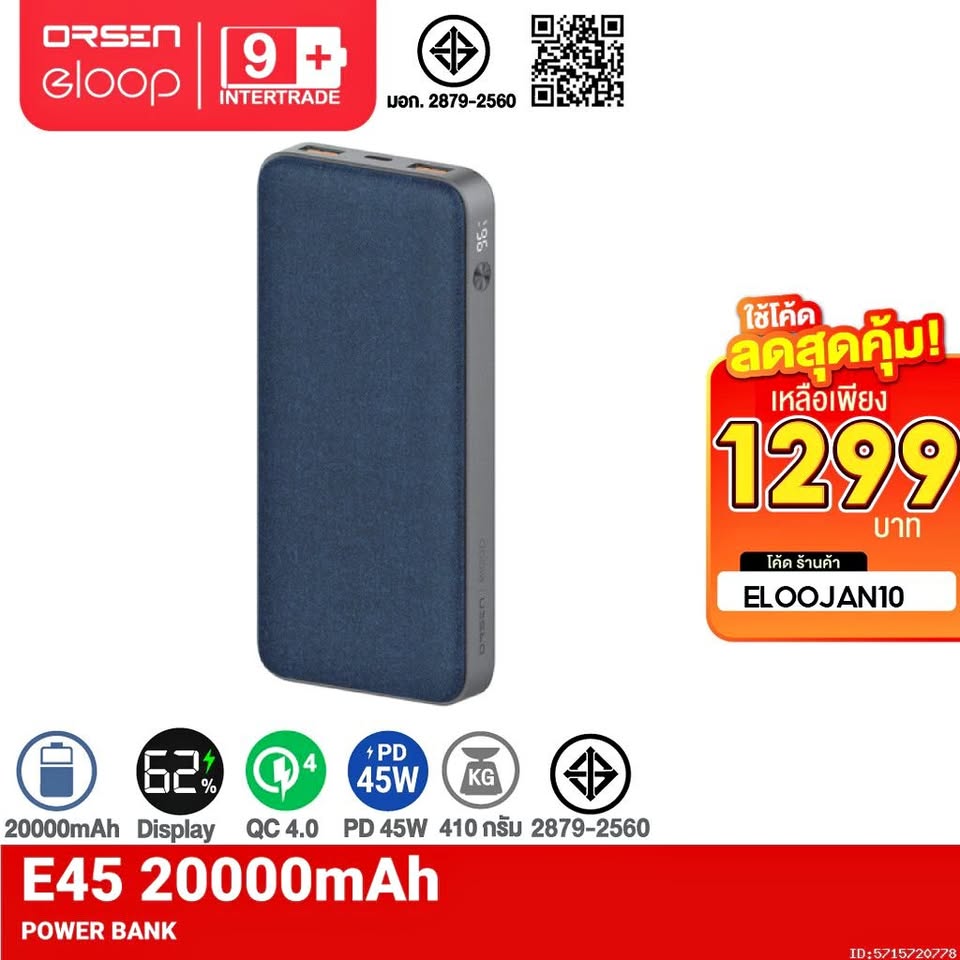 ORSEN
eloop
9+
INTERTRADE
มอก. 2879-2560
196
ORSEN | eloop
ใช้โค้ด
ลดสุดคุ้ม!
เหลือเพียง
1299
บาท
โค้ด ร้านค้า
ELOOJAN10
62%
4
PD
45W
KG
20000mAh
Display
QC 4.0
PD 45W
410 กรัม
2879-2560
E45 20000mAh
POWER BANK
ID:5715720778